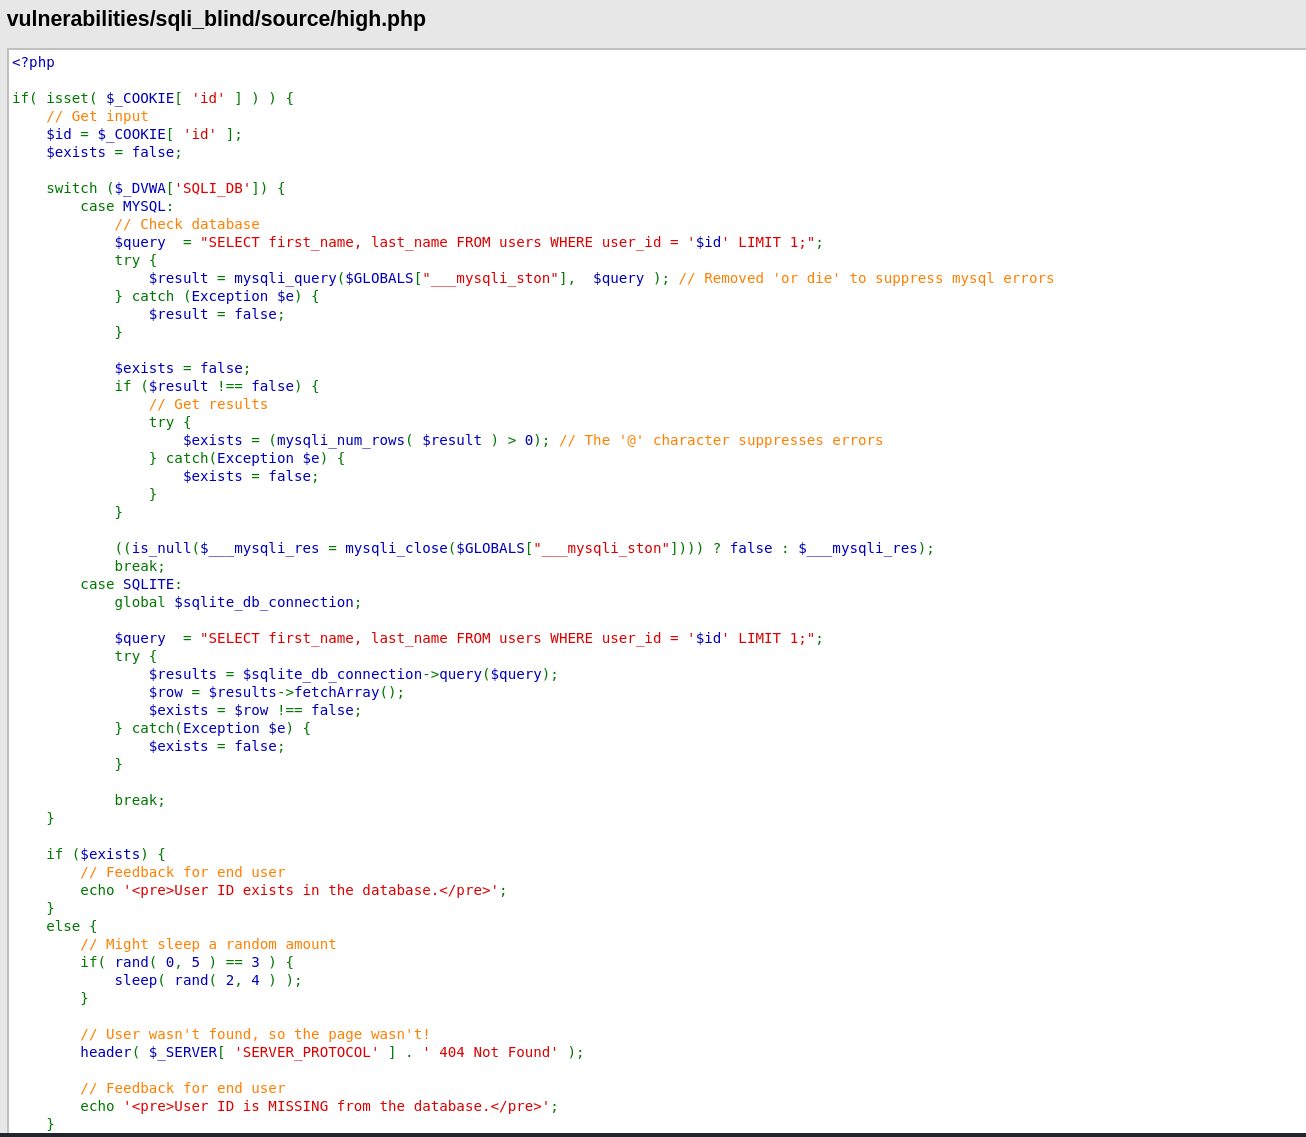 vulnerabilities/sqli_blind/source/high.php
<?php
if( isset( $_COOKIE[ 'id' ] ) ) {
    // Get input
    $id = $_COOKIE[ 'id' ];
    $exists = false;
    switch ($_DVWA['SQLI_DB']) {
        case MYSQL:
            // Check database
            $query  = "SELECT first_name, last_name FROM users WHERE user_id = '$id' LIMIT 1;";
            try {
                $result = mysqli_query($GLOBALS["___mysqli_ston"],  $query ); // Removed 'or die' to suppress mysql errors
            } catch (Exception $e) {
                $result = false;
            }
            $exists = false;
            if ($result !== false) {
                // Get results
                try {
                    $exists = (mysqli_num_rows( $result ) > 0); // The '@' character suppresses errors
                } catch(Exception $e) {
                    $exists = false;
                }
            }
            ((is_null($___mysqli_res = mysqli_close($GLOBALS["___mysqli_ston"]))) ? false : $___mysqli_res);
            break;
        case SQLITE:
            global $sqlite_db_connection;
            $query  = "SELECT first_name, last_name FROM users WHERE user_id = '$id' LIMIT 1;";
            try {
                $results = $sqlite_db_connection->query($query);
                $row = $results->fetchArray();
                $exists = $row !== false;
            } catch(Exception $e) {
                $exists = false;
            }
            break;
    }
    if ($exists) {
        // Feedback for end user
        echo '<pre>User ID exists in the database.</pre>';
    }
    else {
        // Might sleep a random amount
        if( rand( 0, 5 ) == 3 ) {
            sleep( rand( 2, 4 ) );
        }
        // User wasn't found, so the page wasn't!
        header( $_SERVER[ 'SERVER_PROTOCOL' ] . ' 404 Not Found' );
        // Feedback for end user
        echo '<pre>User ID is MISSING from the database.</pre>';
    }